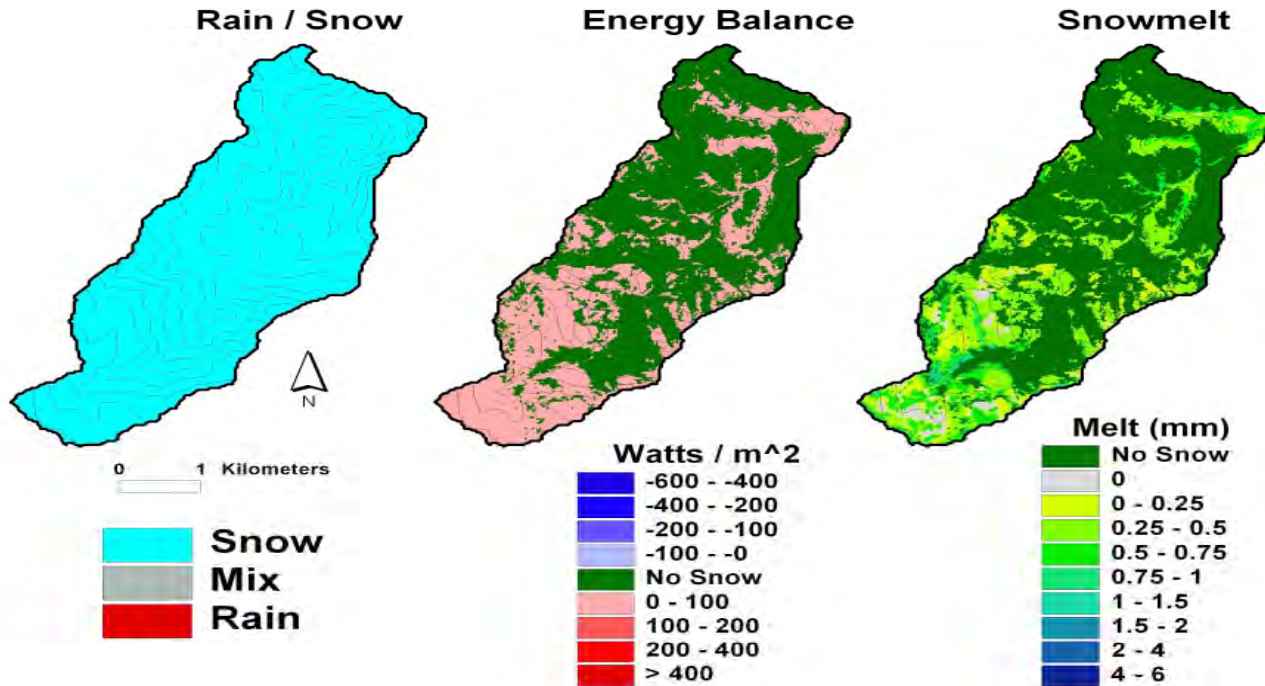 Rain / Snow
Energy Balance
Snowmelt
N
0 1 Kilometers
Snow
Mix
Rain
Watts / m^2
-600 - -400
-400 - -200
-200 - -100
-100 - -0
No Snow
0 - 100
100 - 200
200 - 400
> 400
Melt (mm)
No Snow
0
0 - 0.25
0.25 - 0.5
0.5 - 0.75
0.75 - 1
1 - 1.5
1.5 - 2
2 - 4
4 - 6